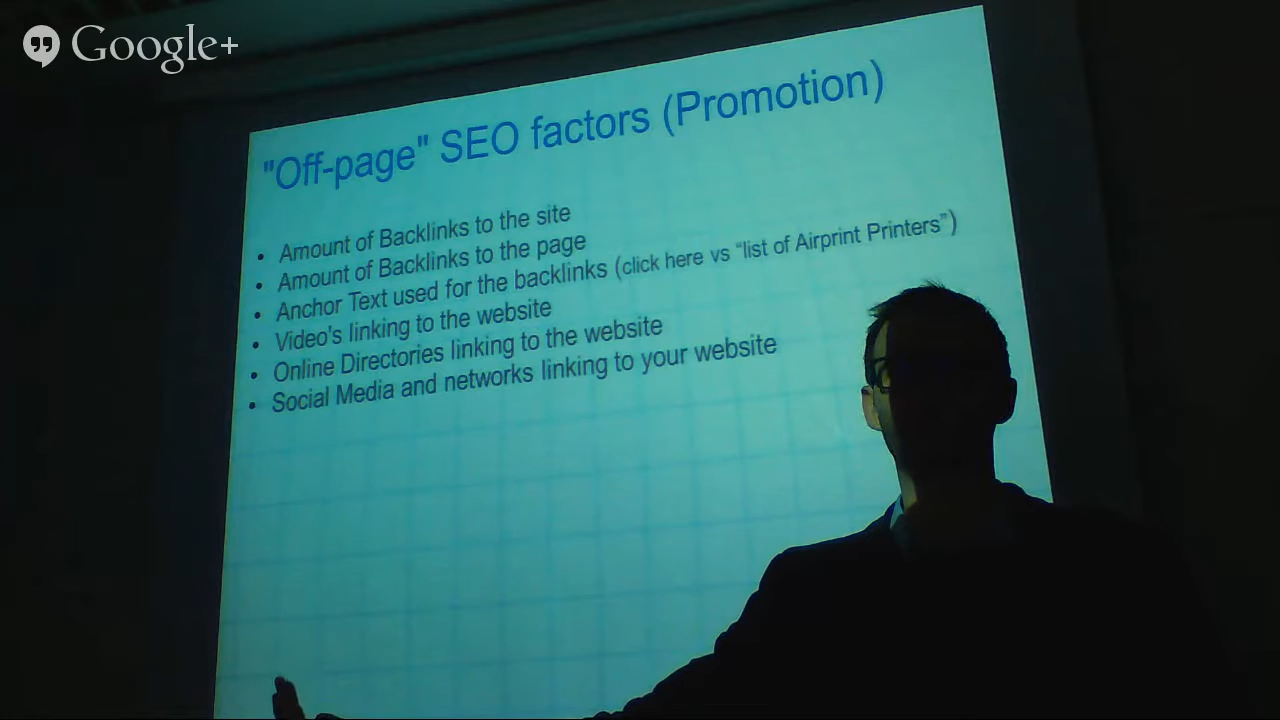 Google+
"Off-page" SEO factors (Promotion)
• Amount of Backlinks to the site
• Amount of Backlinks to the page
• Anchor Text used for the backlinks (click here vs “list of Airprint Printers”)
• Video's linking to the website
• Online Directories linking to the website
• Social Media and networks linking to your website